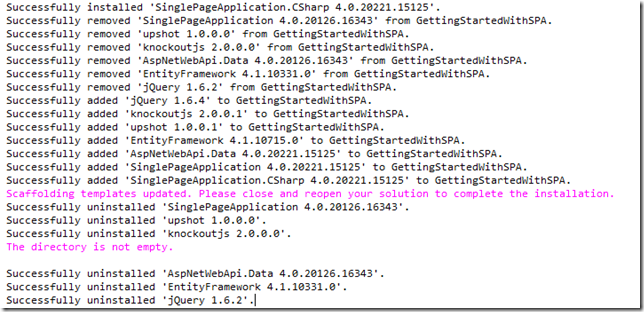 Successfully installed 'SinglePageApplication.CSharp 4.0.20221.15125'.
Successfully removed 'SinglePageApplication 4.0.20126.16343' from GettingStartedWithSPA.
Successfully removed 'upshot 1.0.0.0' from GettingStartedWithSPA.
Successfully removed 'knockoutjs 2.0.0.0' from GettingStartedWithSPA.
Successfully removed 'AspNetWebApi.Data 4.0.20126.16343' from GettingStartedWithSPA.
Successfully removed 'EntityFramework 4.1.10331.0' from GettingStartedWithSPA.
Successfully removed 'jQuery 1.6.2' from GettingStartedWithSPA.
Successfully added 'jQuery 1.6.4' to GettingStartedWithSPA.
Successfully added 'knockoutjs 2.0.0.1' to GettingStartedWithSPA.
Successfully added 'upshot 1.0.0.1' to GettingStartedWithSPA.
Successfully added 'EntityFramework 4.1.10715.0' to GettingStartedWithSPA.
Successfully added 'AspNetWebApi.Data 4.0.20221.15125' to GettingStartedWithSPA.
Successfully added 'SinglePageApplication 4.0.20221.15125' to GettingStartedWithSPA.
Successfully added 'SinglePageApplication.CSharp 4.0.20221.15125' to GettingStartedWithSPA.
Scaffolding templates updated. Please close and reopen your solution to complete the installation.
Successfully uninstalled 'SinglePageApplication 4.0.20126.16343'.
Successfully uninstalled 'upshot 1.0.0.0'.
Successfully uninstalled 'knockoutjs 2.0.0.0'.
The directory is not empty.
Successfully uninstalled 'AspNetWebApi.Data 4.0.20126.16343'.
Successfully uninstalled 'EntityFramework 4.1.10331.0'.
Successfully uninstalled 'jQuery 1.6.2'.